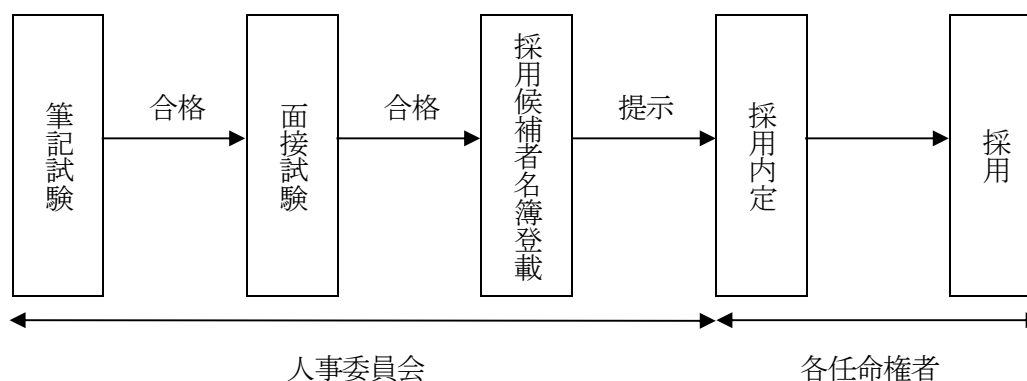 筆記試験
合格
面接試験
合格
採用候補者名簿登載
提示
採用内定
採用
人事委員会
各任命権者